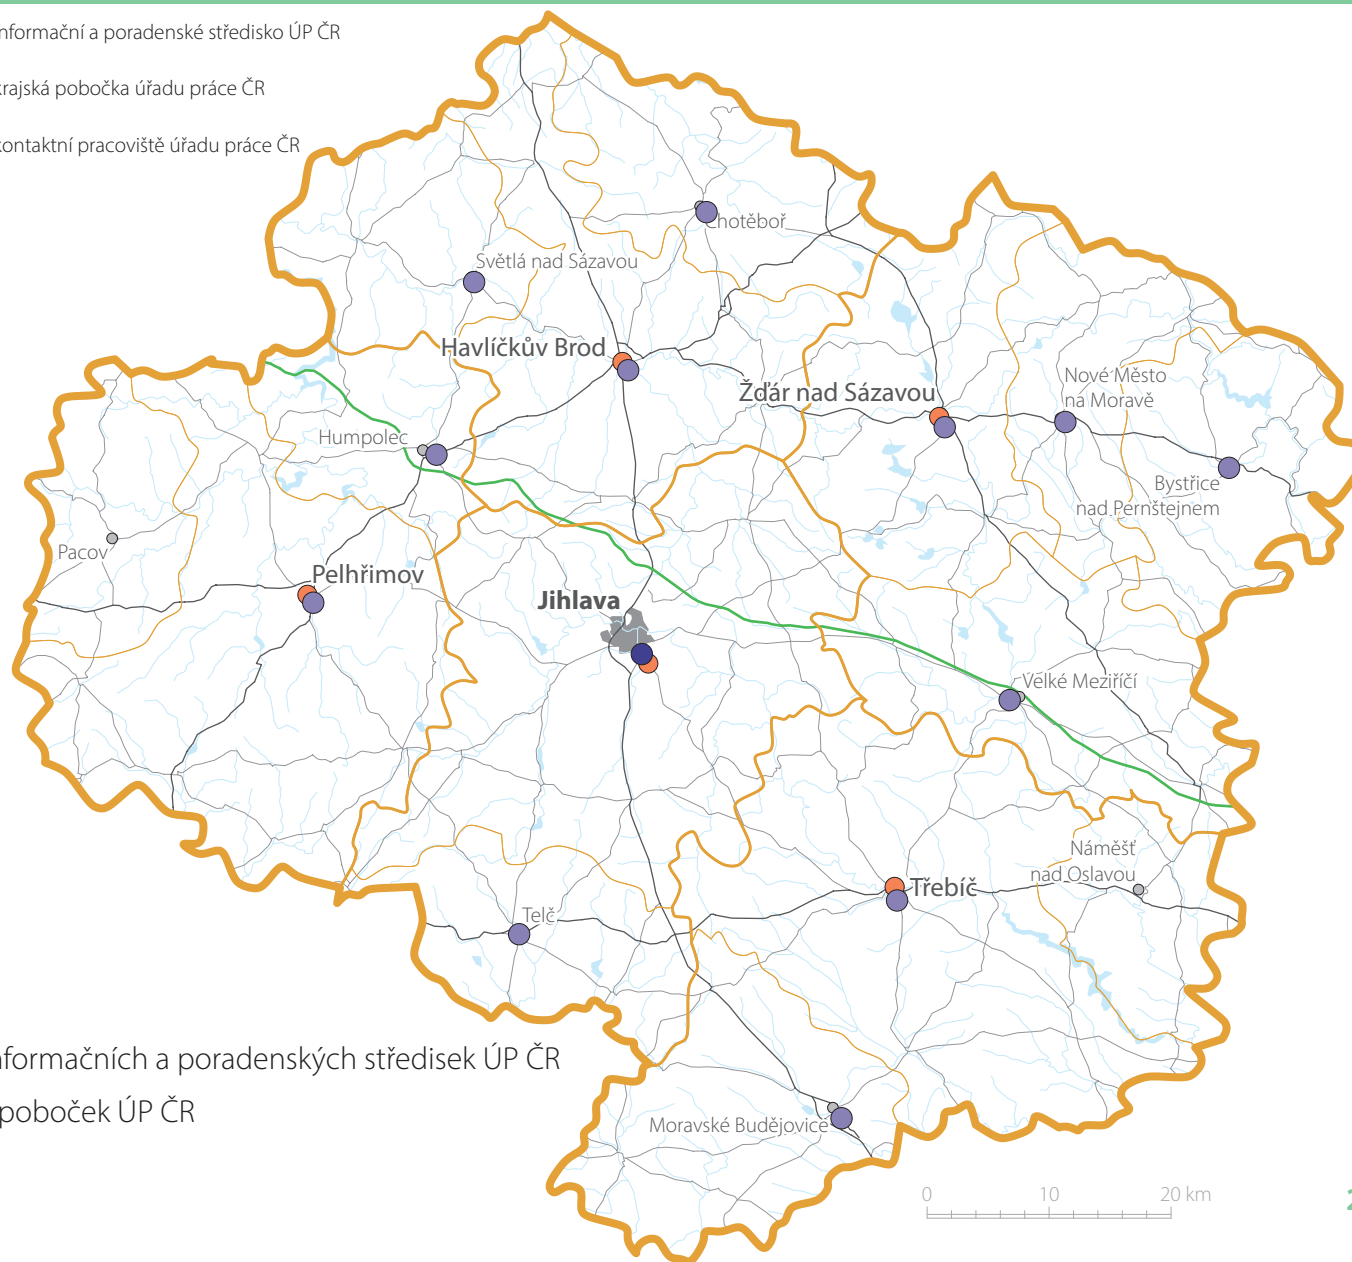 nformační a poradenské středisko ÚP ČR
krajská pobočka úřadu práce ČR
kontaktní pracoviště úřadu práce ČR
Chotěboř
Světlá nad Sázavou
Havlíčkův Brod
Žďár nad Sázavou
Nové Město
na Moravě
Humpolec
Bystřice
nad Pernštejnem
Pacov
Pelhřimov
Jihlava
Velké Meziříčí
Náměšť
nad Oslavou
Třebíč
Telč
nformačních a poradenských středisek ÚP ČR
poboček ÚP ČR
Moravské Budějovice
0 10 20 km
2